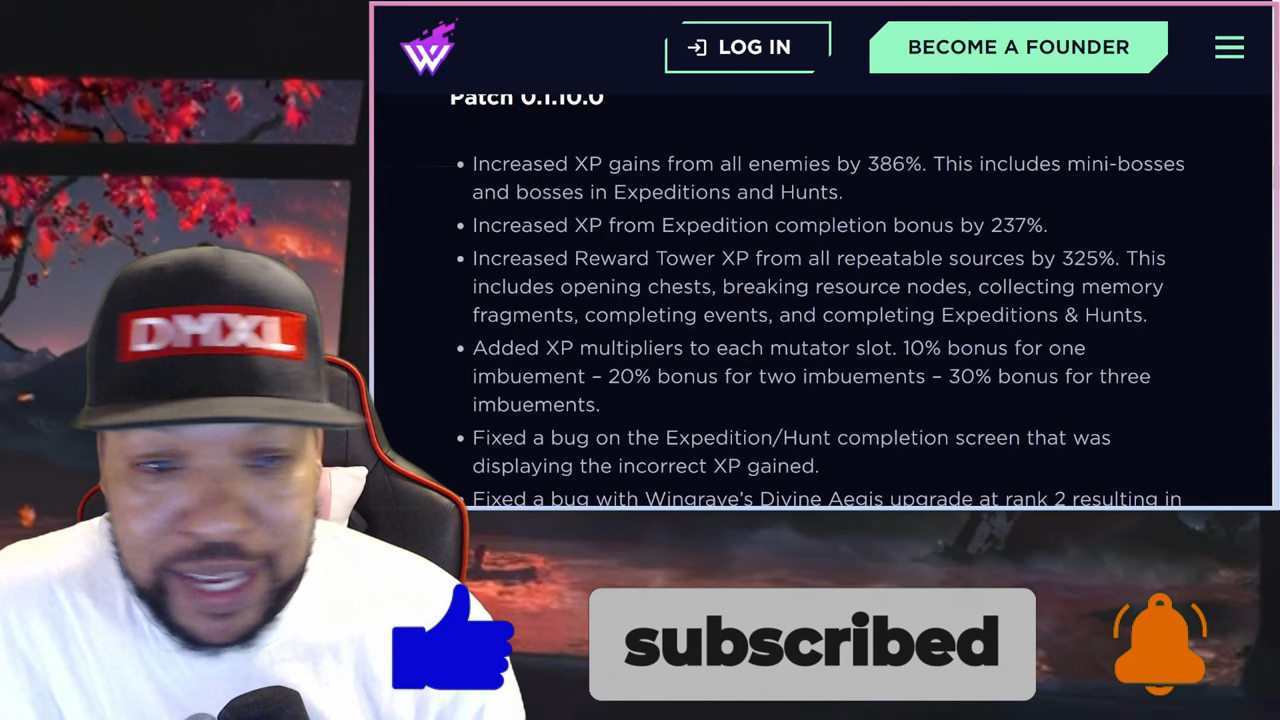 LOG IN
BECOME A FOUNDER
Patch 0.1.10.0
• Increased XP gains from all enemies by 386%. This includes mini-bosses
and bosses in Expeditions and Hunts.
• Increased XP from Expedition completion bonus by 237%.
• Increased Reward Tower XP from all repeatable sources by 325%. This
includes opening chests, breaking resource nodes, collecting memory
fragments, completing events, and completing Expeditions & Hunts.
• Added XP multipliers to each mutator slot. 10% bonus for one
imbuement – 20% bonus for two imbuements – 30% bonus for three
imbuements.
• Fixed a bug on the Expedition/Hunt completion screen that was
displaying the incorrect XP gained.
• Fixed a bug with Wingrave's Divine Aegis upgrade at rank 2 resulting in
DMXL
subscribed